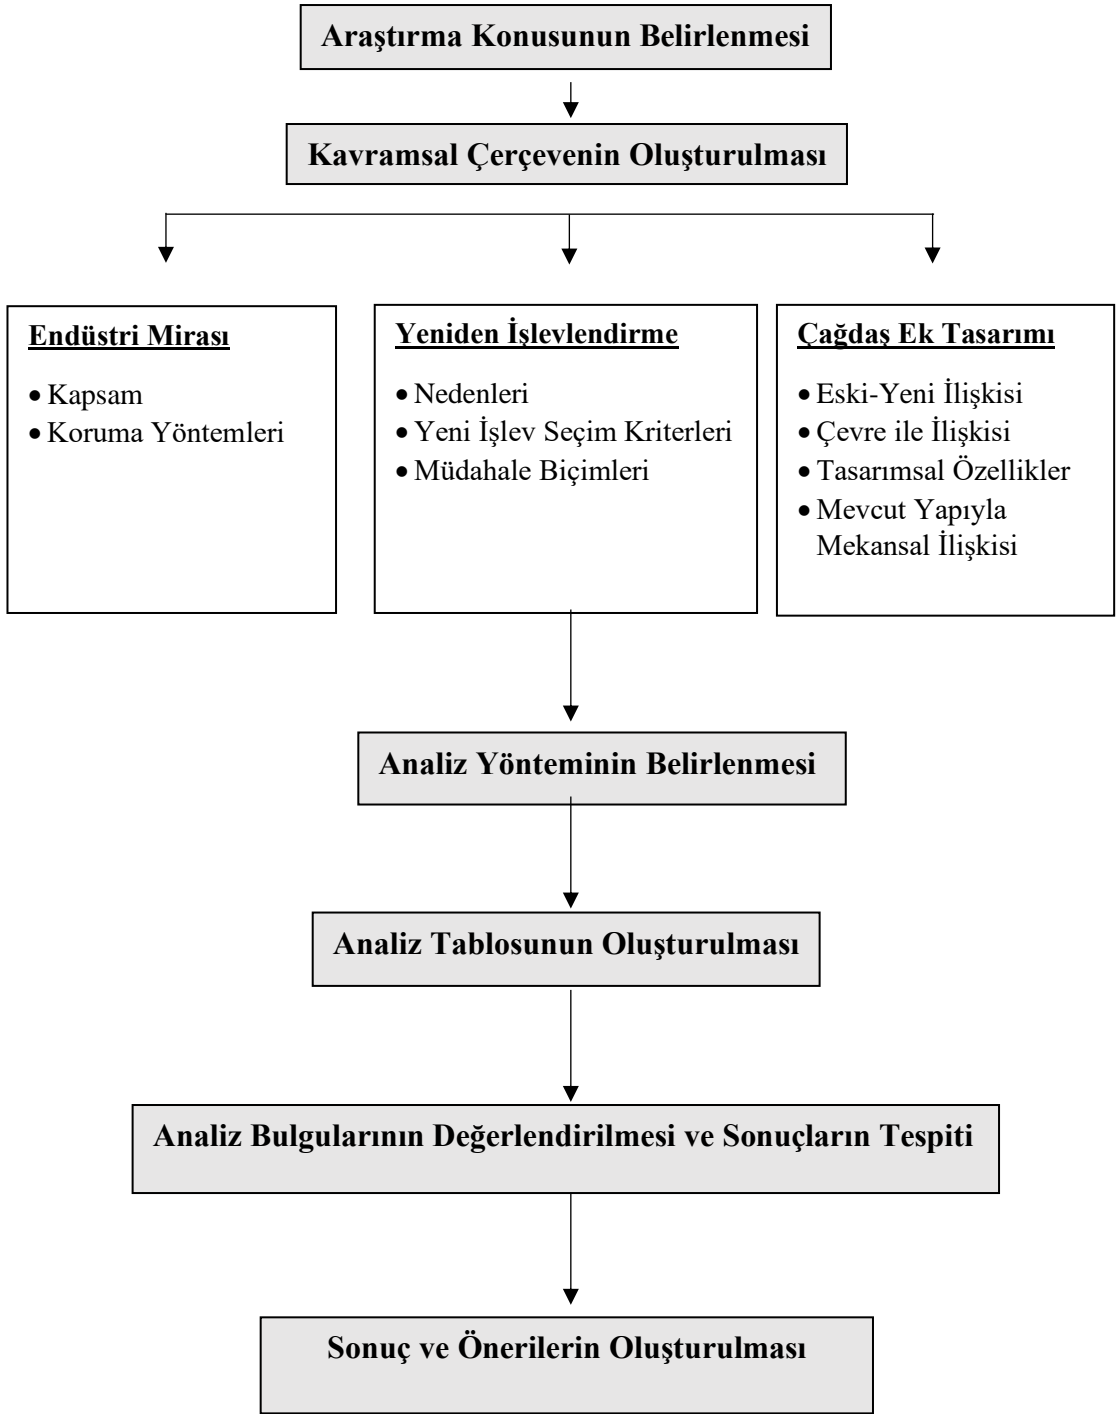 Araştırma Konusunun Belirlenmesi
Kavramsal Çerçevenin Oluşturulması
Endüstri Mirası
• Kapsam
• Koruma Yöntemleri
Yeniden İşlevlendirme
• Nedenleri
• Yeni İşlev Seçim Kriterleri
• Müdahale Biçimleri
Çağdaş Ek Tasarımı
• Eski-Yeni İlişkisi
• Çevre ile İlişkisi
• Tasarımsal Özellikler
• Mevcut Yapıyla
Mekansal İlişkisi
Analiz Yönteminin Belirlenmesi
Analiz Tablosunun Oluşturulması
Analiz Bulgularının Değerlendirilmesi ve Sonuçların Tespiti
Sonuç ve Önerilerin Oluşturulması